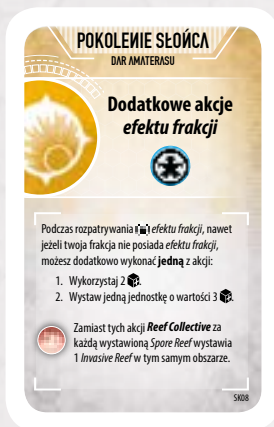 POKOLENIE SŁOŃCA
DAR AMATERASU
Dodatkowe akcje
efektu frakcji
Podczas rozpatrywania efektu frakcji, nawet
jeżeli twoja frakcja nie posiada efektu frakcji,
możesz dodatkowo wykonać jedną z akcji:
1. Wykorzystaj 2.
2. Wystaw jedną jednostkę o wartości 3.
Zamiast tych akcji Reef Collective za
każdą wystawioną Spore Reef wystawia
1 Invasive Reef w tym samym obszarze.
SK08